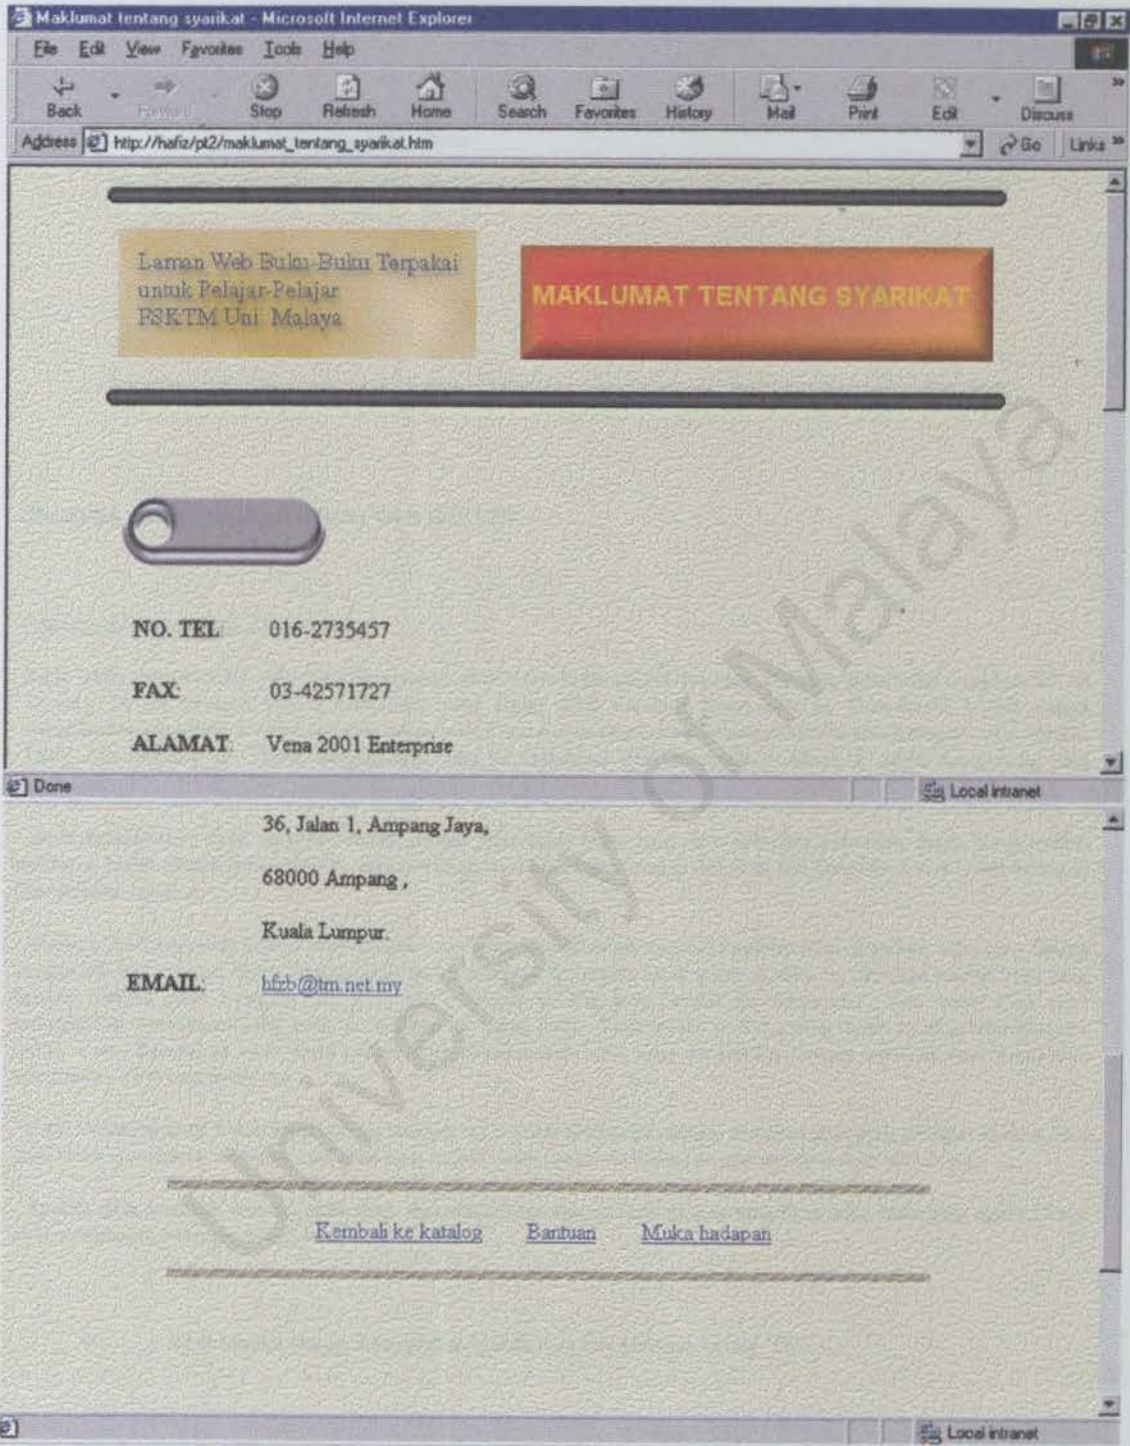 Maklumat tentang syarikat - Microsoft Internet Explorer
File Edit View Favorites Tools Help
Back Forward Stop Refresh Home Search Favorites History Mail Print Edit Discuss »
Address http://hafiz/pt2/maklumat_tentang_syarikat.htm Go Links »
Laman Web Buku-Buku Terpakai
untuk Pelajar-Pelajar
FSKTM Uni Malaya
MAKLUMAT TENTANG SYARIKAT
NO. TEL: 016-2735457
FAX: 03-42571727
ALAMAT: Vena 2001 Enterprise
Done Local intranet
36, Jalan 1, Ampang Jaya,
68000 Ampang ,
Kuala Lumpur.
EMAIL: hfzb@tm.net.my
Kembali ke katalog Bantuan Muka hadapan
Local intranet
University of Malaya